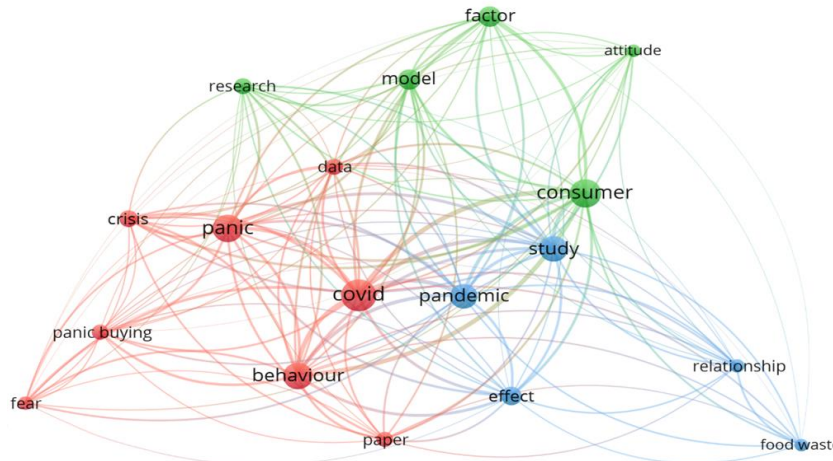 factor
attitude
model
research
data
consumer
crisis
panic
study
covid
pandemic
panic buying
relationship
behaviour
effect
fear
paper
food wast